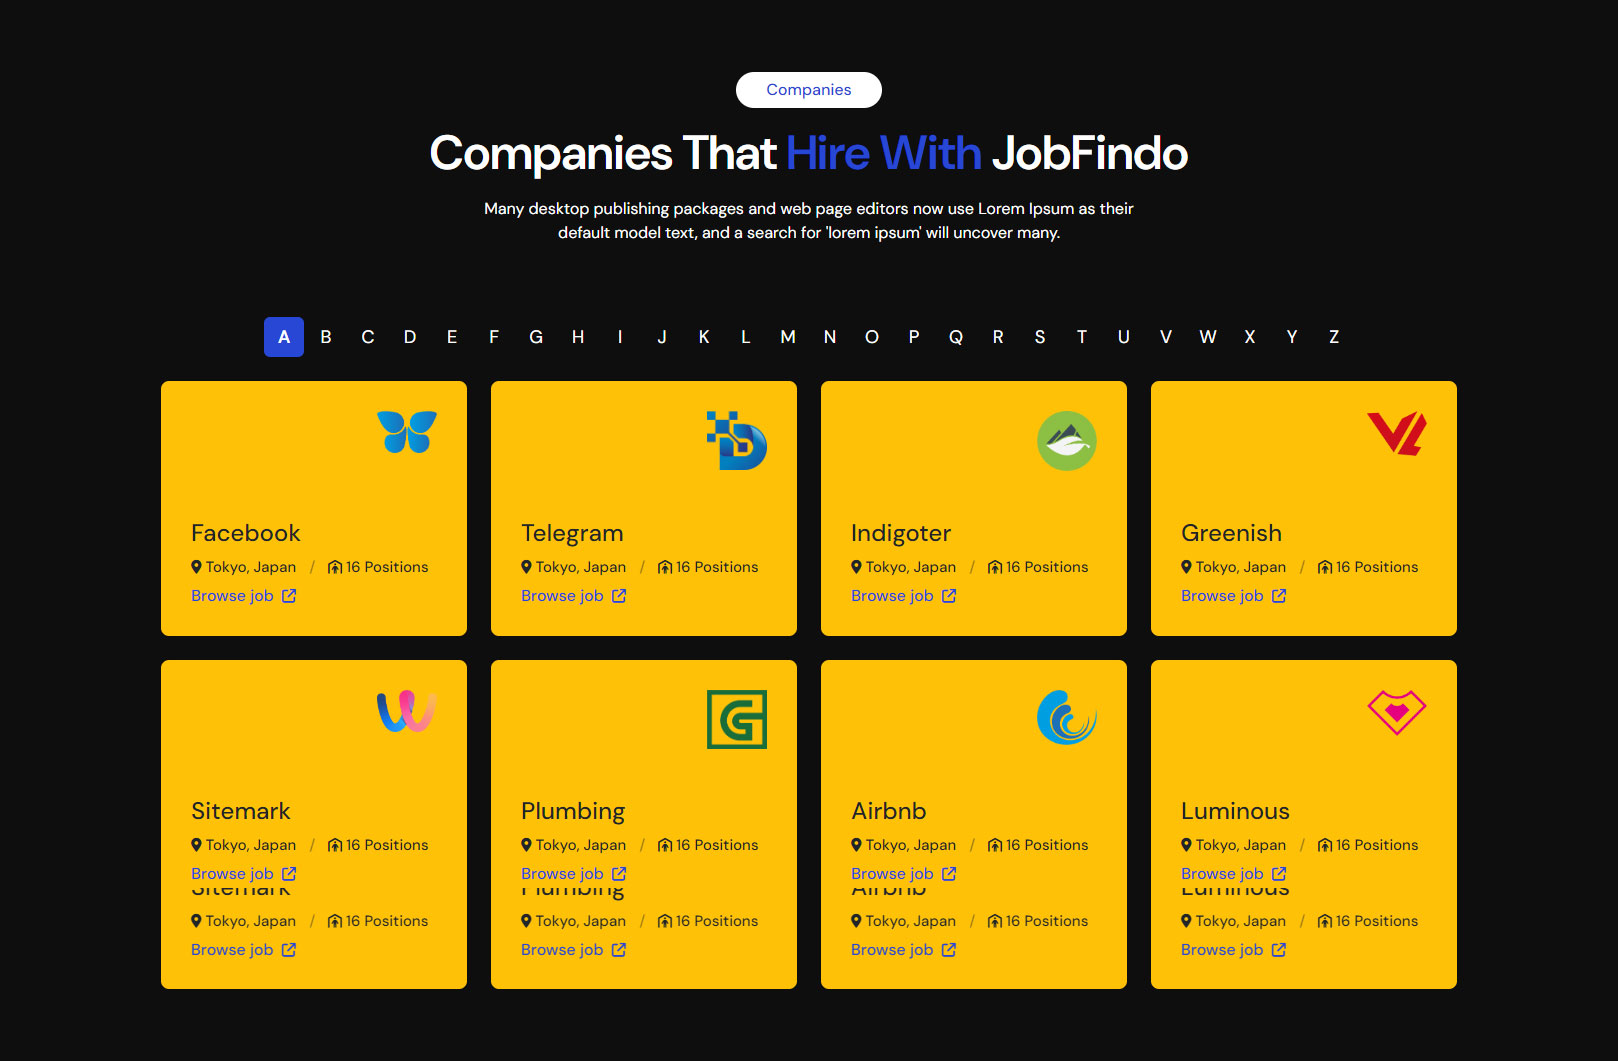 Companies
Companies That Hire With JobFindo
Many desktop publishing packages and web page editors now use Lorem Ipsum as their
default model text, and a search for 'lorem ipsum' will uncover many.
A B C D E F G H I J K L M N O P Q R S T U V W X Y Z
Facebook
Tokyo, Japan / 16 Positions
Browse job
Telegram
Tokyo, Japan / 16 Positions
Browse job
Indigoter
Tokyo, Japan / 16 Positions
Browse job
Greenish
Tokyo, Japan / 16 Positions
Browse job
Sitemark
Tokyo, Japan / 16 Positions
Browse job
Sitemark
Tokyo, Japan / 16 Positions
Browse job
Plumbing
Tokyo, Japan / 16 Positions
Browse job
Plumbing
Tokyo, Japan / 16 Positions
Browse job
Airbnb
Tokyo, Japan / 16 Positions
Browse job
Airbnb
Tokyo, Japan / 16 Positions
Browse job
Luminous
Tokyo, Japan / 16 Positions
Browse job
Luminous
Tokyo, Japan / 16 Positions
Browse job